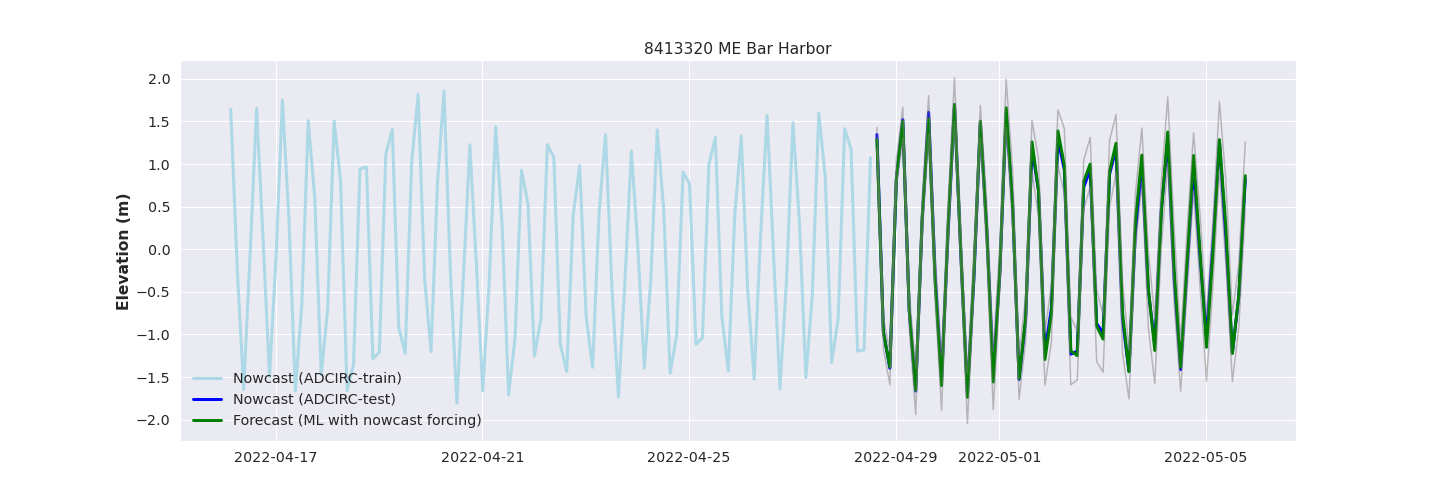 8413320 ME Bar Harbor
2.0
1.5
1.0
0.5
0.0
−0.5
−1.0
−1.5
−2.0
Elevation (m)
Nowcast (ADCIRC-train)
Nowcast (ADCIRC-test)
Forecast (ML with nowcast forcing)
2022-04-17 2022-04-21 2022-04-25 2022-04-29 2022-05-01 2022-05-05